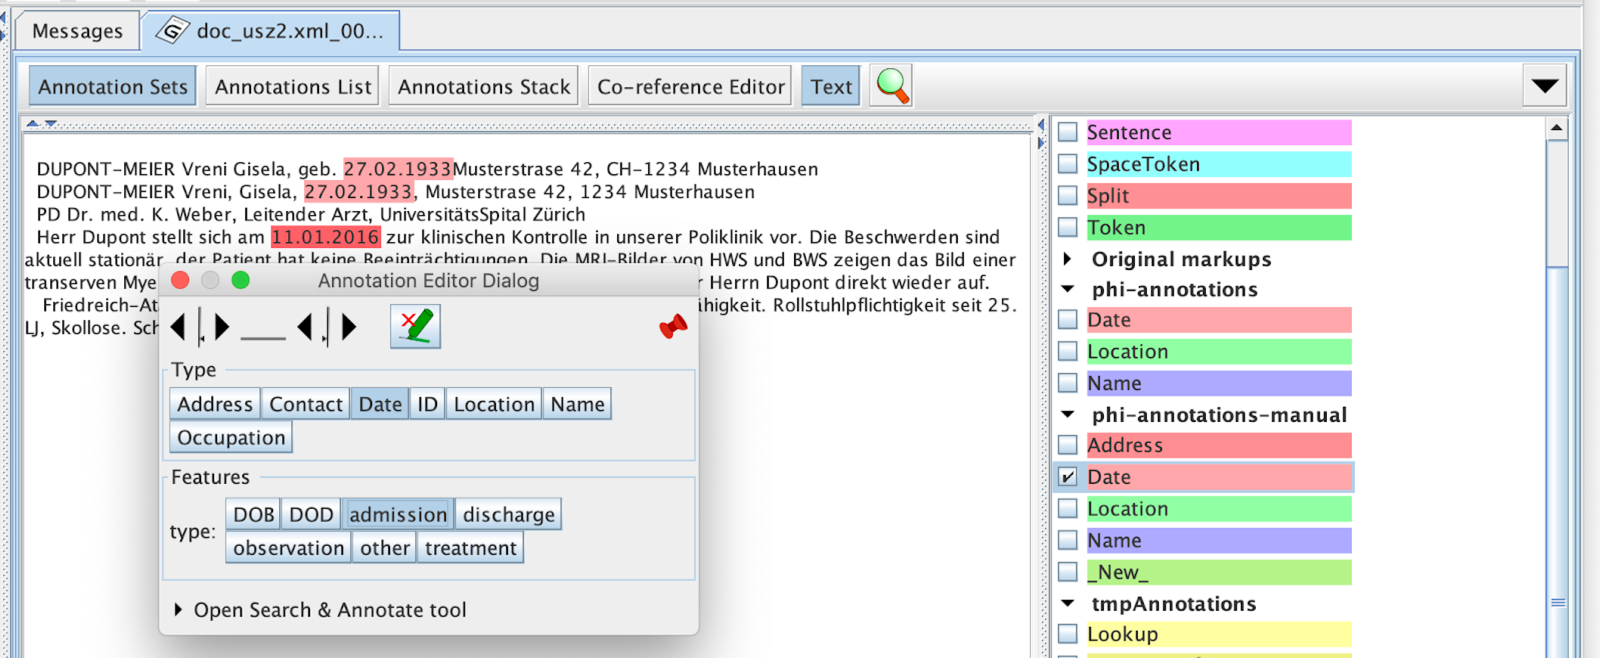 Messages
doc_usz2.xml_00...
Annotation Sets
Annotations List
Annotations Stack
Co-reference Editor
Text
DUPONT-MEIER Vreni Gisela, geb. 27.02.1933Musterstrase 42, CH-1234 Musterhausen
DUPONT-MEIER Vreni, Gisela, 27.02.1933, Musterstrase 42, 1234 Musterhausen
PD Dr. med. K. Weber, Leitender Arzt, UniversitätsSpital Zürich
Herr Dupont stellt sich am 11.01.2016 zur klinischen Kontrolle in unserer Poliklinik vor. Die Beschwerden sind
aktuell stationär, der Patient hat keine Beeinträchtigungen. Die MRI-Bilder von HWS und BWS zeigen das Bild einer
transerven Mye r Herrn Dupont direkt wieder auf.
Friedreich-At ähigkeit. Rollstuhlpflichtigkeit seit 25.
LJ, Skollose. Sch
Annotation Editor Dialog
Type
Address
Contact
Date
ID
Location
Name
Occupation
Features
type:
DOB
DOD
admission
discharge
observation
other
treatment
Open Search & Annotate tool
Sentence
SpaceToken
Split
Token
Original markups
phi-annotations
Date
Location
Name
phi-annotations-manual
Address
Date
Location
Name
_New_
tmpAnnotations
Lookup